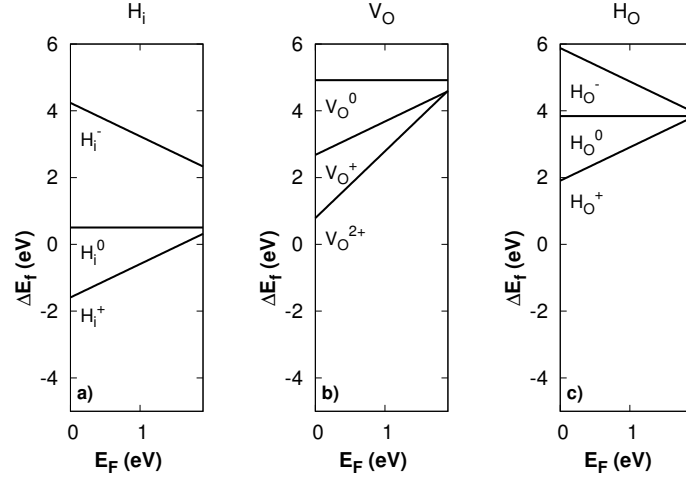 H_i
V_O
H_O
6
4
2
0
-2
-4
ΔE_f (eV)
H_i^-
H_i^0
H_i^+
a)
0
1
E_F (eV)
6
4
2
0
-2
-4
ΔE_f (eV)
V_O^0
V_O^+
V_O^2+
b)
0
1
E_F (eV)
6
4
2
0
-2
-4
ΔE_f (eV)
H_O^-
H_O^0
H_O^+
c)
0
1
E_F (eV)